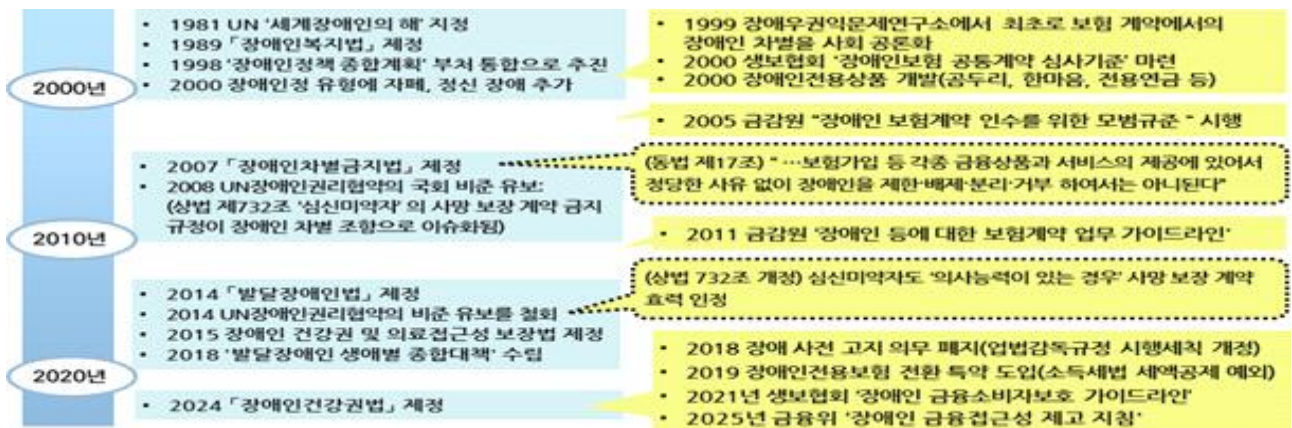 • 1981 UN '세계장애인의 해' 지정
• 1989 「장애인복지법」 제정
• 1998 '장애인정책 종합계획' 부처 통합으로 추진
• 2000 장애인정 유형에 자폐, 정신 장애 추가
2000년
• 1999 장애우권익문제연구소에서 최초로 보험 계약에서의
장애인 차별을 사회 공론화
• 2000 생보협회 '장애인보험 공통계약 심사기준' 마련
• 2000 장애인전용상품 개발(곰두리, 한마음, 전용연금 등)
• 2005 금감원 "장애인 보험계약 인수를 위한 모범규준 " 시행
• 2007 「장애인차별금지법」 제정
• 2008 UN장애인권리협약의 국회 비준 유보:
(상법 제732조 '심신미약자' 의 사망 보장 계약 금지
규정이 장애인 차별 조항으로 이슈화됨)
(동법 제17조) " …보험가입 등 각종 금융상품과 서비스의 제공에 있어서
정당한 사유 없이 장애인을 제한·배제·분리·거부 하여서는 아니된다"
2010년
• 2011 금감원 '장애인 등에 대한 보험계약 업무 가이드라인'
• 2014 「발달장애인법」 제정
• 2014 UN장애인권리협약의 비준 유보를 철회
• 2015 장애인 건강권 및 의료접근성 보장법 제정
• 2018 '발달장애인 생애별 종합대책' 수립
(상법 732조 개정) 심신미약자도 '의사능력이 있는 경우' 사망 보장 계약
효력 인정
2020년
• 2018 장애 사전 고지 의무 폐지(업법감독규정 시행세칙 개정)
• 2019 장애인전용보험 전환 특약 도입(소득세법 세액공제 예외)
• 2021년 생보협회 '장애인 금융소비자보호 가이드라인'
• 2025년 금융위 '장애인 금융접근성 제고 지침'
• 2024 「장애인건강권법」 제정